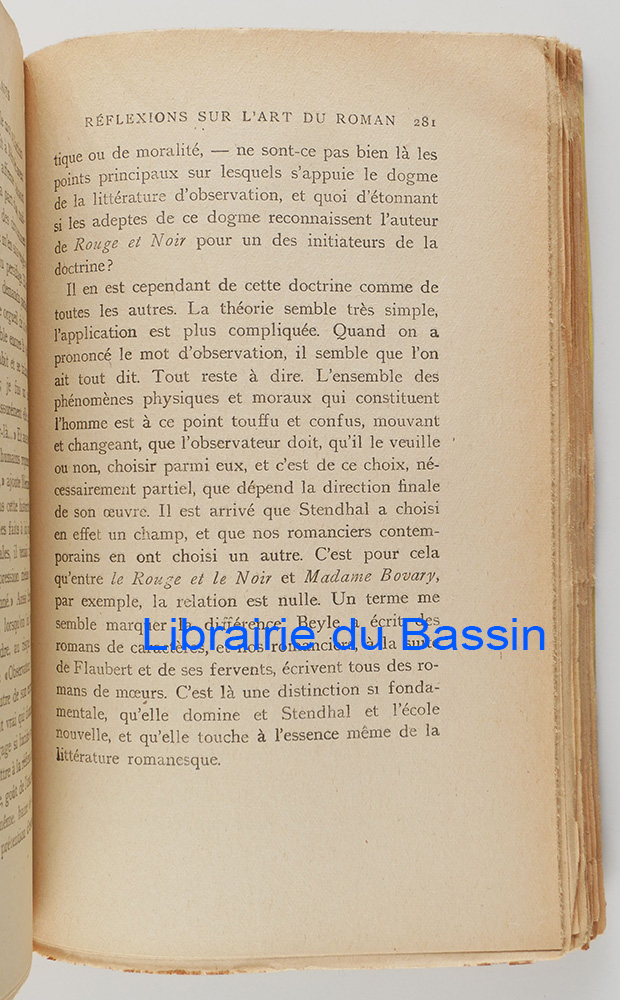 RÉFLEXIONS SUR L'ART DU ROMAN 281
tique ou de moralité, — ne sont-ce pas bien là les
points principaux sur lesquels s'appuie le dogme
de la littérature d'observation, et quoi d'étonnant
si les adeptes de ce dogme reconnaissent l'auteur
de Rouge et Noir pour un des initiateurs de la
doctrine?
Il en est cependant de cette doctrine comme de
toutes les autres. La théorie semble très simple,
l'application est plus compliquée. Quand on a
prononcé le mot d'observation, il semble que l'on
ait tout dit. Tout reste à dire. L'ensemble des
phénomènes physiques et moraux qui constituent
l'homme est à ce point touffu et confus, mouvant
et changeant, que l'observateur doit, qu'il le veuille
ou non, choisir parmi eux, et c'est de ce choix, né-
cessairement partiel, que dépend la direction finale
de son œuvre. Il est arrivé que Stendhal a choisi
en effet un champ, et que nos romanciers contem-
porains en ont choisi un autre. C'est pour cela
qu'entre le Rouge et le Noir et Madame Bovary,
par exemple, la relation est nulle. Un terme me
semble marquer la différence. Beyle a écrit des
romans de caractères, et nos romanciers, à la suite
Librairie du Bassin
de Flaubert et de ses fervents, écrivent tous des ro-
mans de mœurs. C'est là une distinction si fonda-
mentale, qu'elle domine et Stendhal et l'école
nouvelle, et qu'elle touche à l'essence même de la
littérature romanesque.